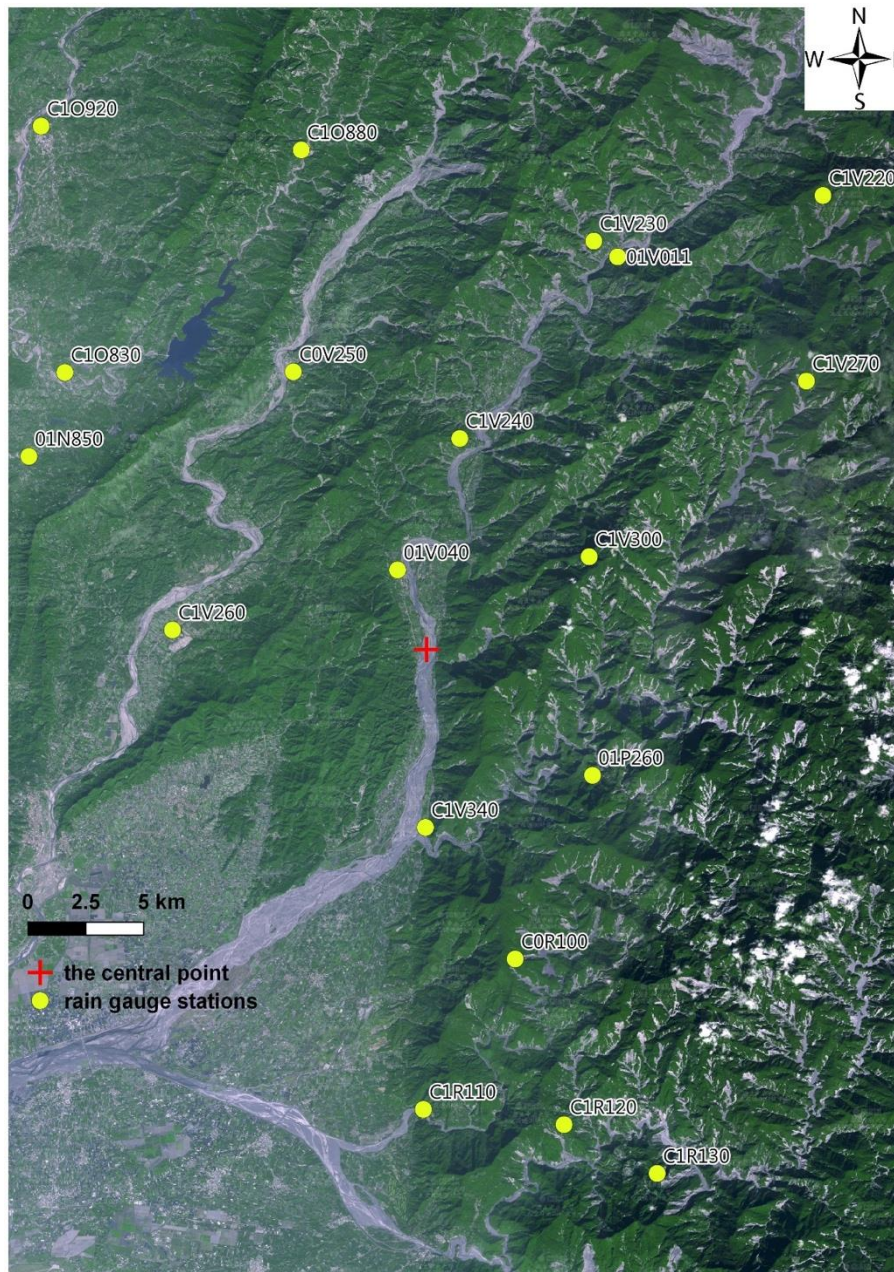 N
W
S
C1O920
C1O880
C1V220
C1V230
01V011
C1O830
C0V250
C1V270
C1V240
01N850
C1V300
01V040
C1V260
01P260
C1V340
0 2.5 5 km
C0R100
the central point
rain gauge stations
C1R110
C1R120
C1R130